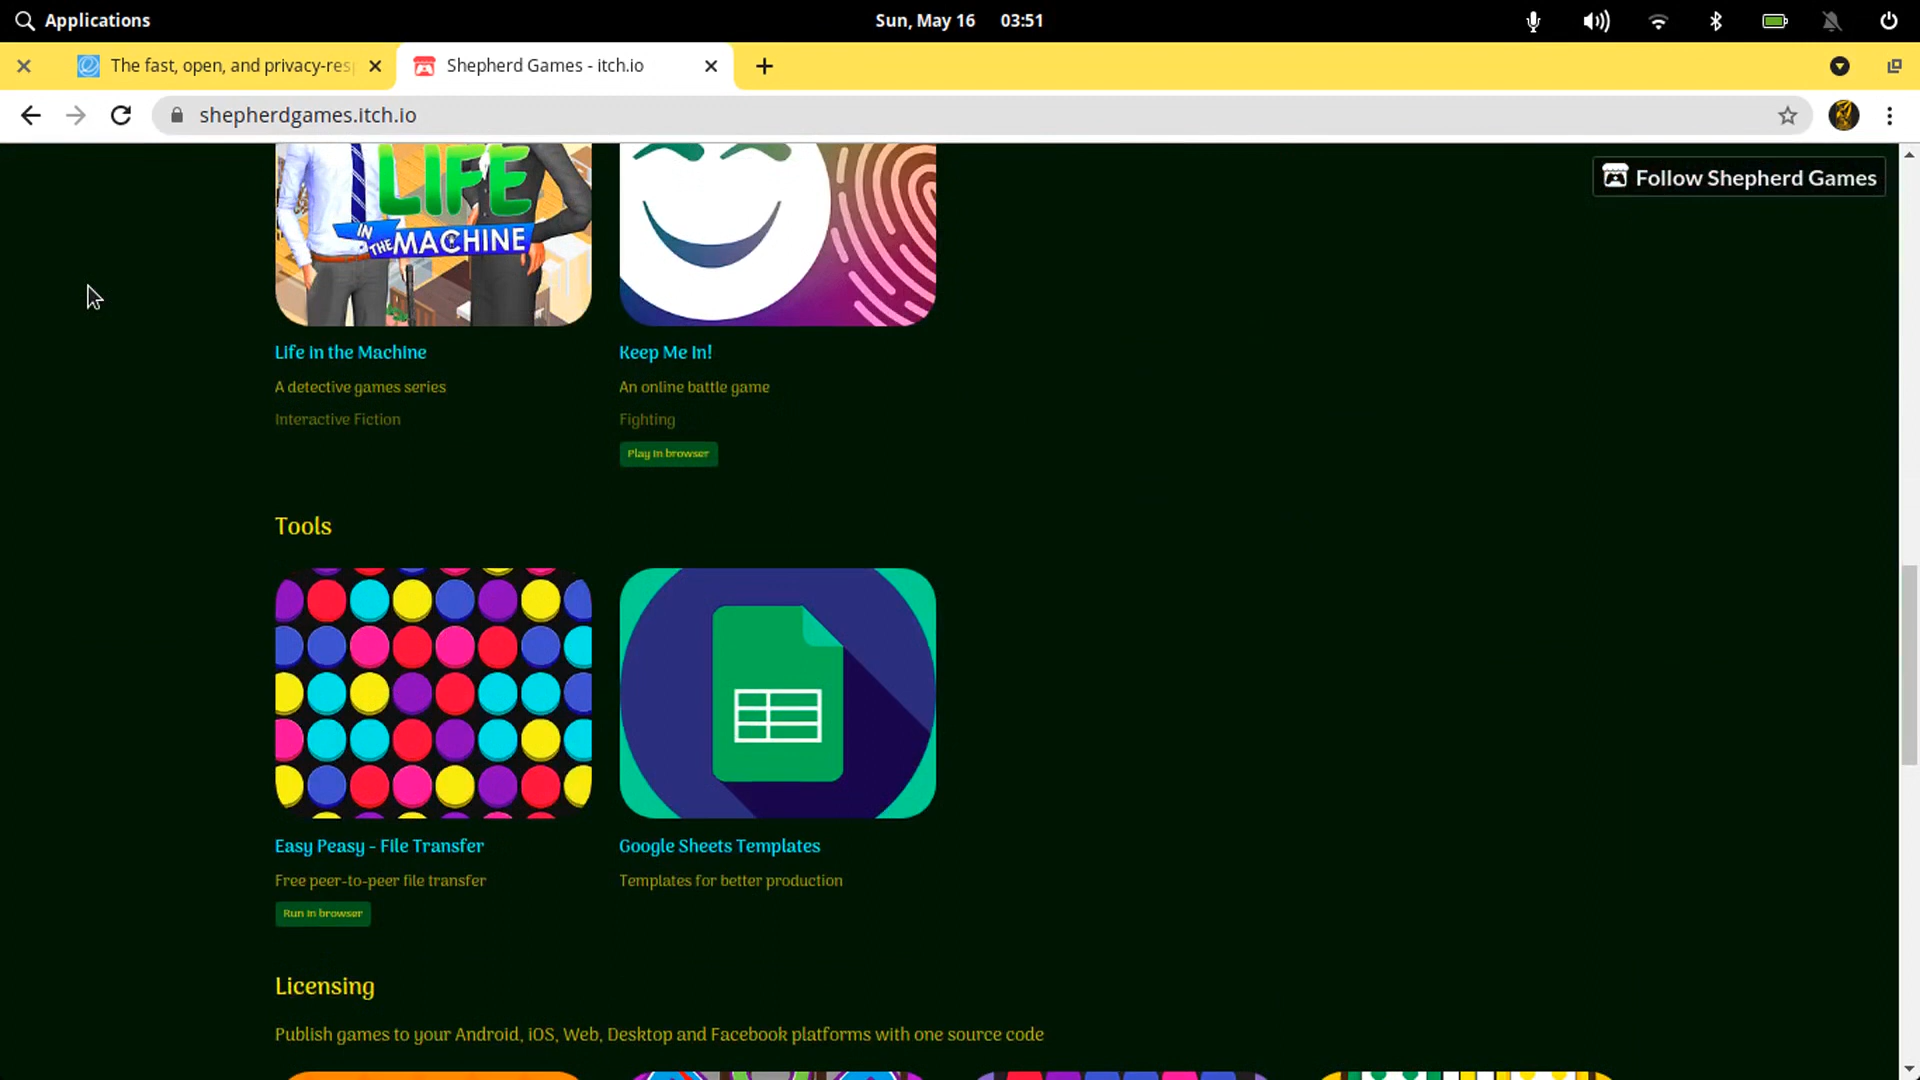 Applications
Sun, May 16 03:51
The fast, open, and privacy-resp
Shepherd Games - itch.io
shepherdgames.itch.io
Follow Shepherd Games
LIFE
IN THE MACHINE
Life in the Machine
Keep Me In!
A detective games series
An online battle game
Interactive Fiction
Fighting
Play in browser
Tools
Easy Peasy - File Transfer
Google Sheets Templates
Free peer-to-peer file transfer
Templates for better production
Run in browser
Licensing
Publish games to your Android, iOS, Web, Desktop and Facebook platforms with one source code